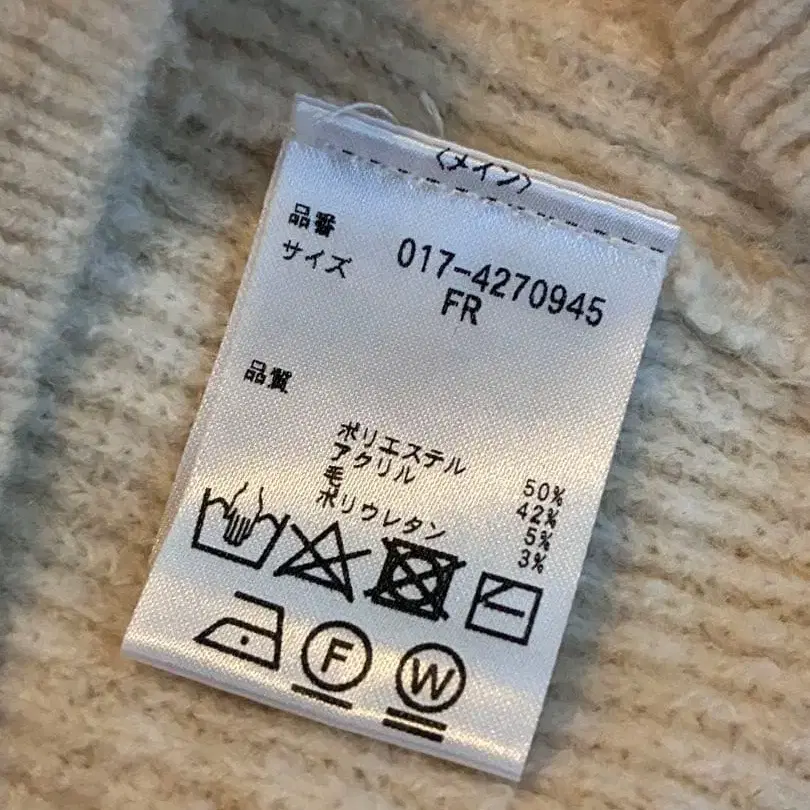 〈メイン〉
品番 017-4270945
サイズ FR
品質
ポリエステル 50%
アクリル 42%
毛 5%
ポリウレタン 3%
F W